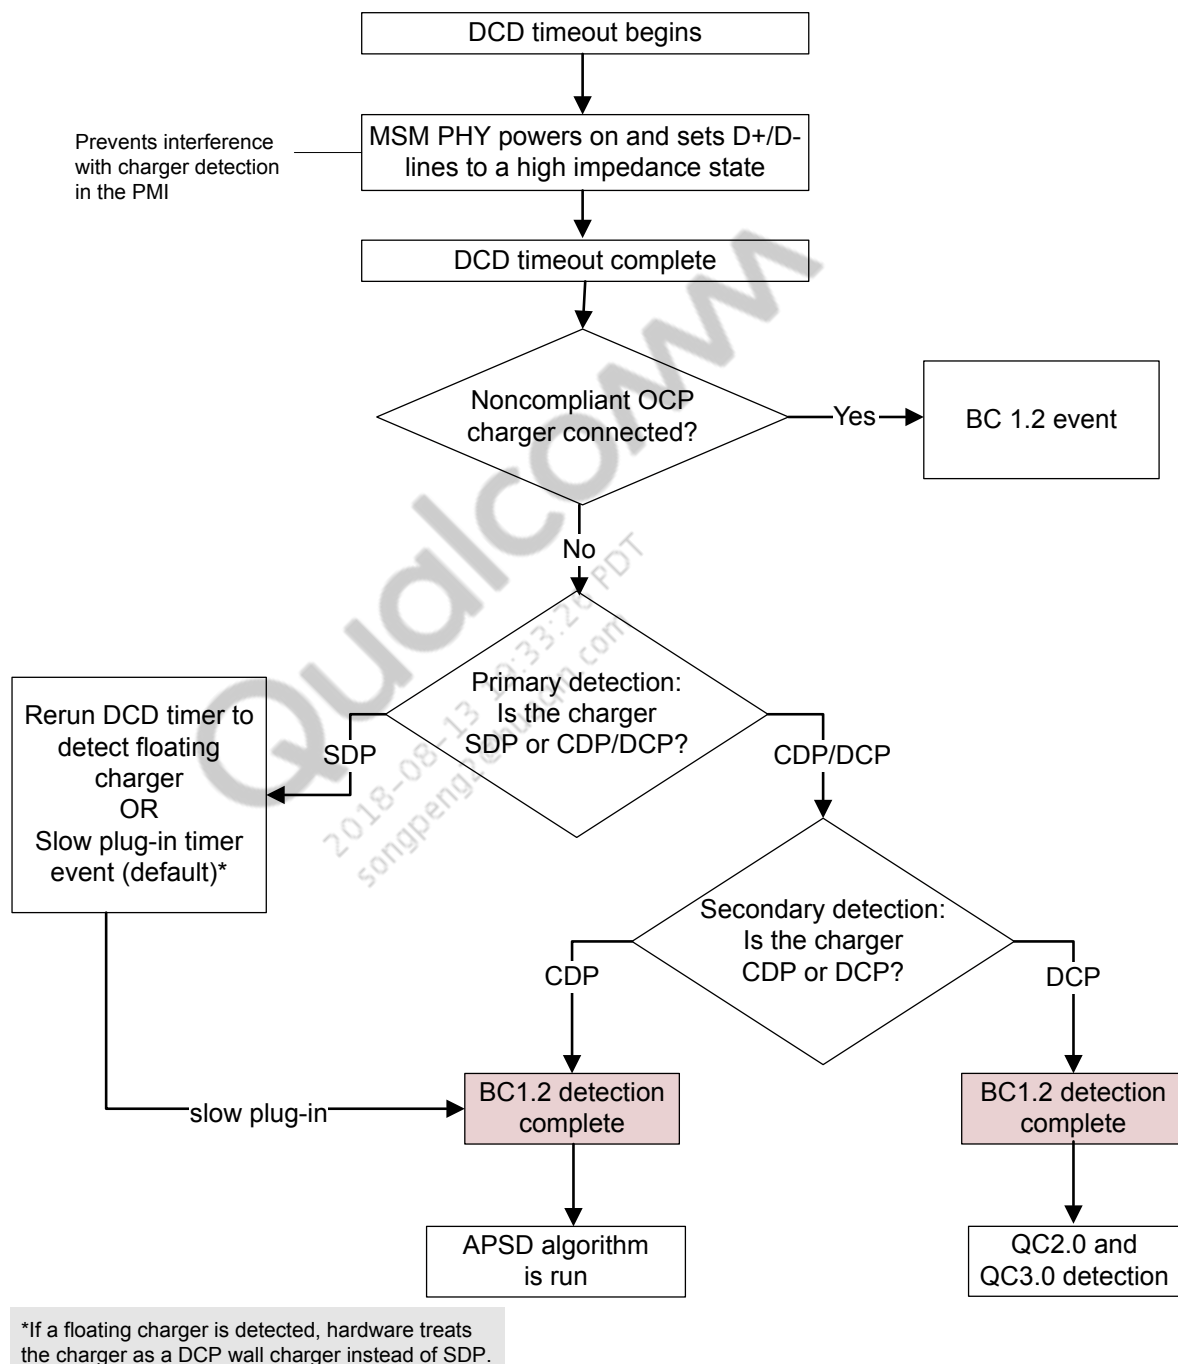 DCD timeout begins
Prevents interference
with charger detection
in the PMI
MSM PHY powers on and sets D+/D-
lines to a high impedance state
DCD timeout complete
Noncompliant OCP
charger connected?
Yes
BC 1.2 event
No
Primary detection:
Is the charger
SDP or CDP/DCP?
SDP
CDP/DCP
Rerun DCD timer to
detect floating
charger
OR
Slow plug-in timer
event (default)*
Secondary detection:
Is the charger
CDP or DCP?
CDP
DCP
slow plug-in
BC1.2 detection
complete
BC1.2 detection
complete
APSD algorithm
is run
QC2.0 and
QC3.0 detection
*If a floating charger is detected, hardware treats
the charger as a DCP wall charger instead of SDP.
Qualcomm
2018-08-13 19:33:26 PDT